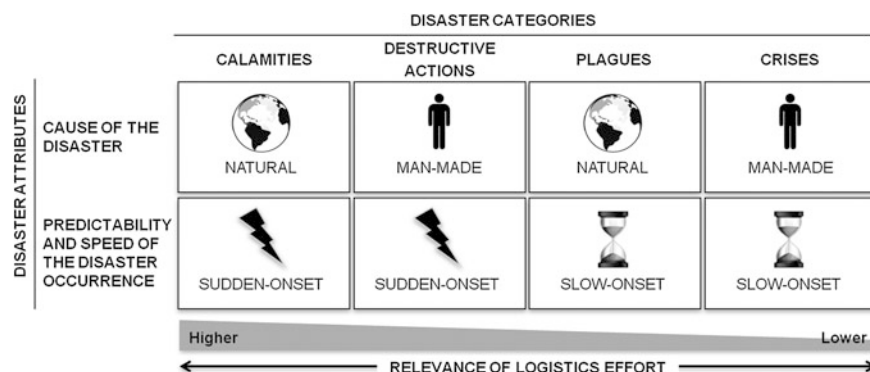 DISASTER CATEGORIES
CALAMITIES
DESTRUCTIVE
ACTIONS
PLAGUES
CRISES
DISASTER ATTRIBUTES
CAUSE OF THE
DISASTER
NATURAL
MAN-MADE
NATURAL
MAN-MADE
PREDICTABILITY
AND SPEED OF
THE DISASTER
OCCURRENCE
SUDDEN-ONSET
SUDDEN-ONSET
SLOW-ONSET
SLOW-ONSET
Higher
Lower
RELEVANCE OF LOGISTICS EFFORT